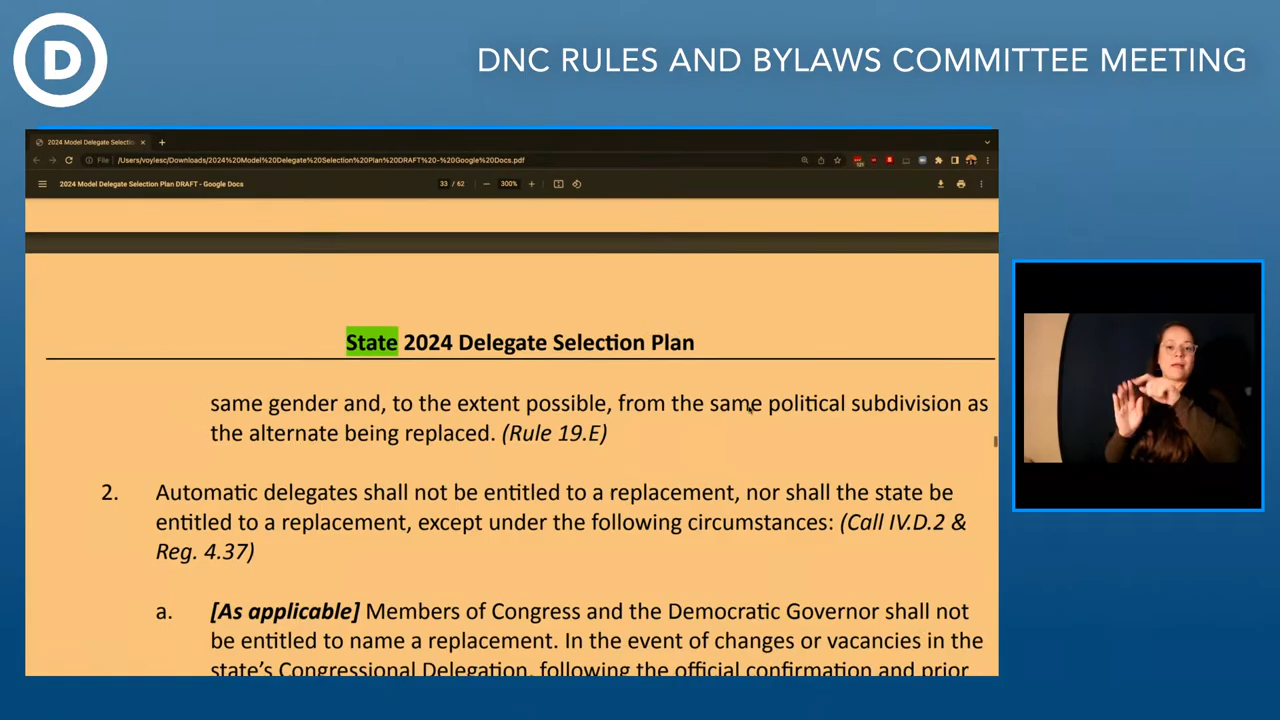 D
DNC RULES AND BYLAWS COMMITTEE MEETING
2024 Model Delegate Selectio
File
/Users/voylesc/Downloads/2024%20Model%20Delegate%20Selection%20Plan%20DRAFT%20-%20Google%20Docs.pdf
2024 Model Delegate Selection Plan DRAFT - Google Docs
33 / 62
300%
State 2024 Delegate Selection Plan
same gender and, to the extent possible, from the same political subdivision as
the alternate being replaced. (Rule 19.E)
2. Automatic delegates shall not be entitled to a replacement, nor shall the state be
entitled to a replacement, except under the following circumstances: (Call IV.D.2 &
Reg. 4.37)
a. [As applicable] Members of Congress and the Democratic Governor shall not
be entitled to name a replacement. In the event of changes or vacancies in the
state's Congressional Delegation, following the official confirmation and prior